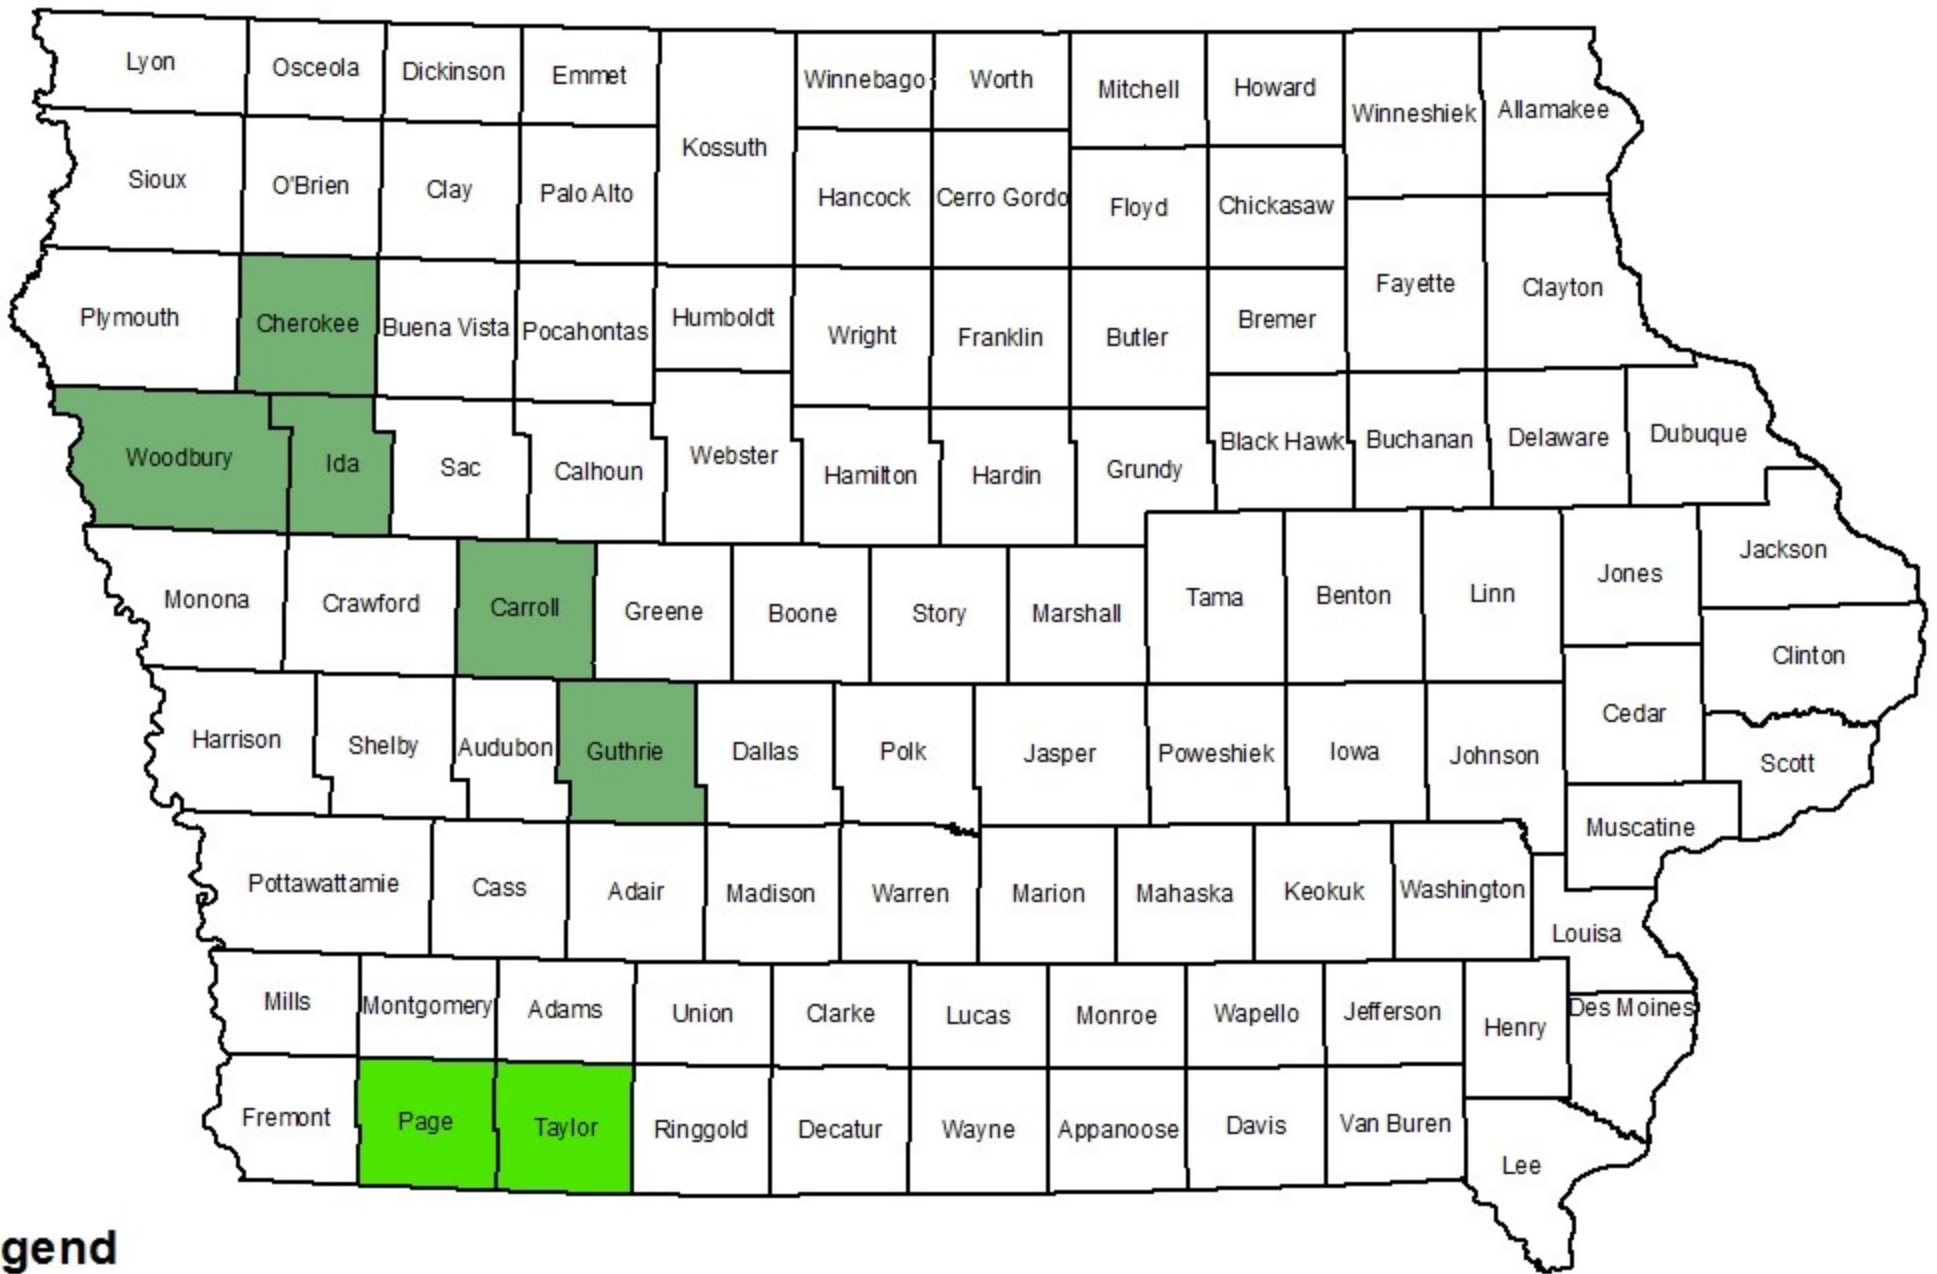 Lyon
Osceola
Dickinson
Emmet
Kossuth
Winnebago
Worth
Mitchell
Howard
Winneshiek
Allamakee
Sioux
O'Brien
Clay
Palo Alto
Hancock
Cerro Gordo
Floyd
Chickasaw
Fayette
Clayton
Plymouth
Cherokee
Buena Vista
Pocahontas
Humboldt
Wright
Franklin
Butler
Bremer
Woodbury
Ida
Sac
Calhoun
Webster
Hamilton
Hardin
Grundy
Black Hawk
Buchanan
Delaware
Dubuque
Monona
Crawford
Carroll
Greene
Boone
Story
Marshall
Tama
Benton
Linn
Jones
Jackson
Clinton
Harrison
Shelby
Audubon
Guthrie
Dallas
Polk
Jasper
Poweshiek
Iowa
Johnson
Cedar
Scott
Muscatine
Pottawattamie
Cass
Adair
Madison
Warren
Marion
Mahaska
Keokuk
Washington
Louisa
Mills
Montgomery
Adams
Union
Clarke
Lucas
Monroe
Wapello
Jefferson
Henry
Des Moines
Fremont
Page
Taylor
Ringgold
Decatur
Wayne
Appanoose
Davis
Van Buren
Lee
gend